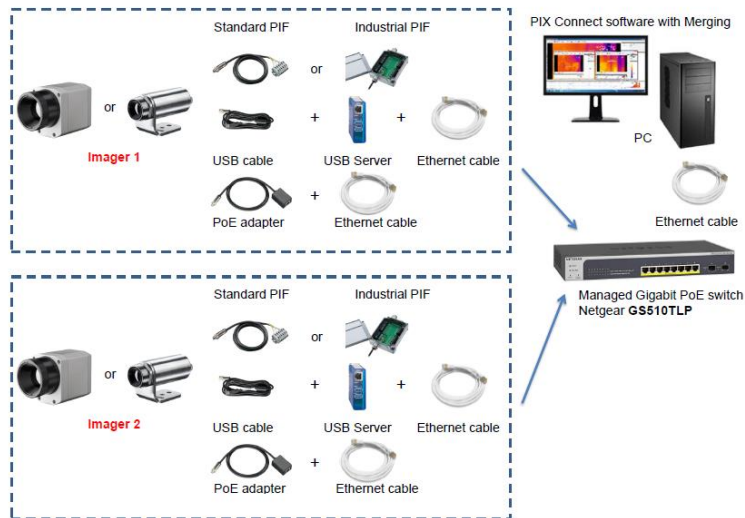 Standard PIF
Industrial PIF
or
or
Imager 1
+
+
USB cable
USB Server
Ethernet cable
+
PoE adapter
Ethernet cable
PIX Connect software with Merging
PC
Ethernet cable
NETGEAR
Managed Gigabit PoE switch
Netgear GS510TLP
Standard PIF
Industrial PIF
or
or
Imager 2
+
+
USB cable
USB Server
Ethernet cable
+
PoE adapter
Ethernet cable